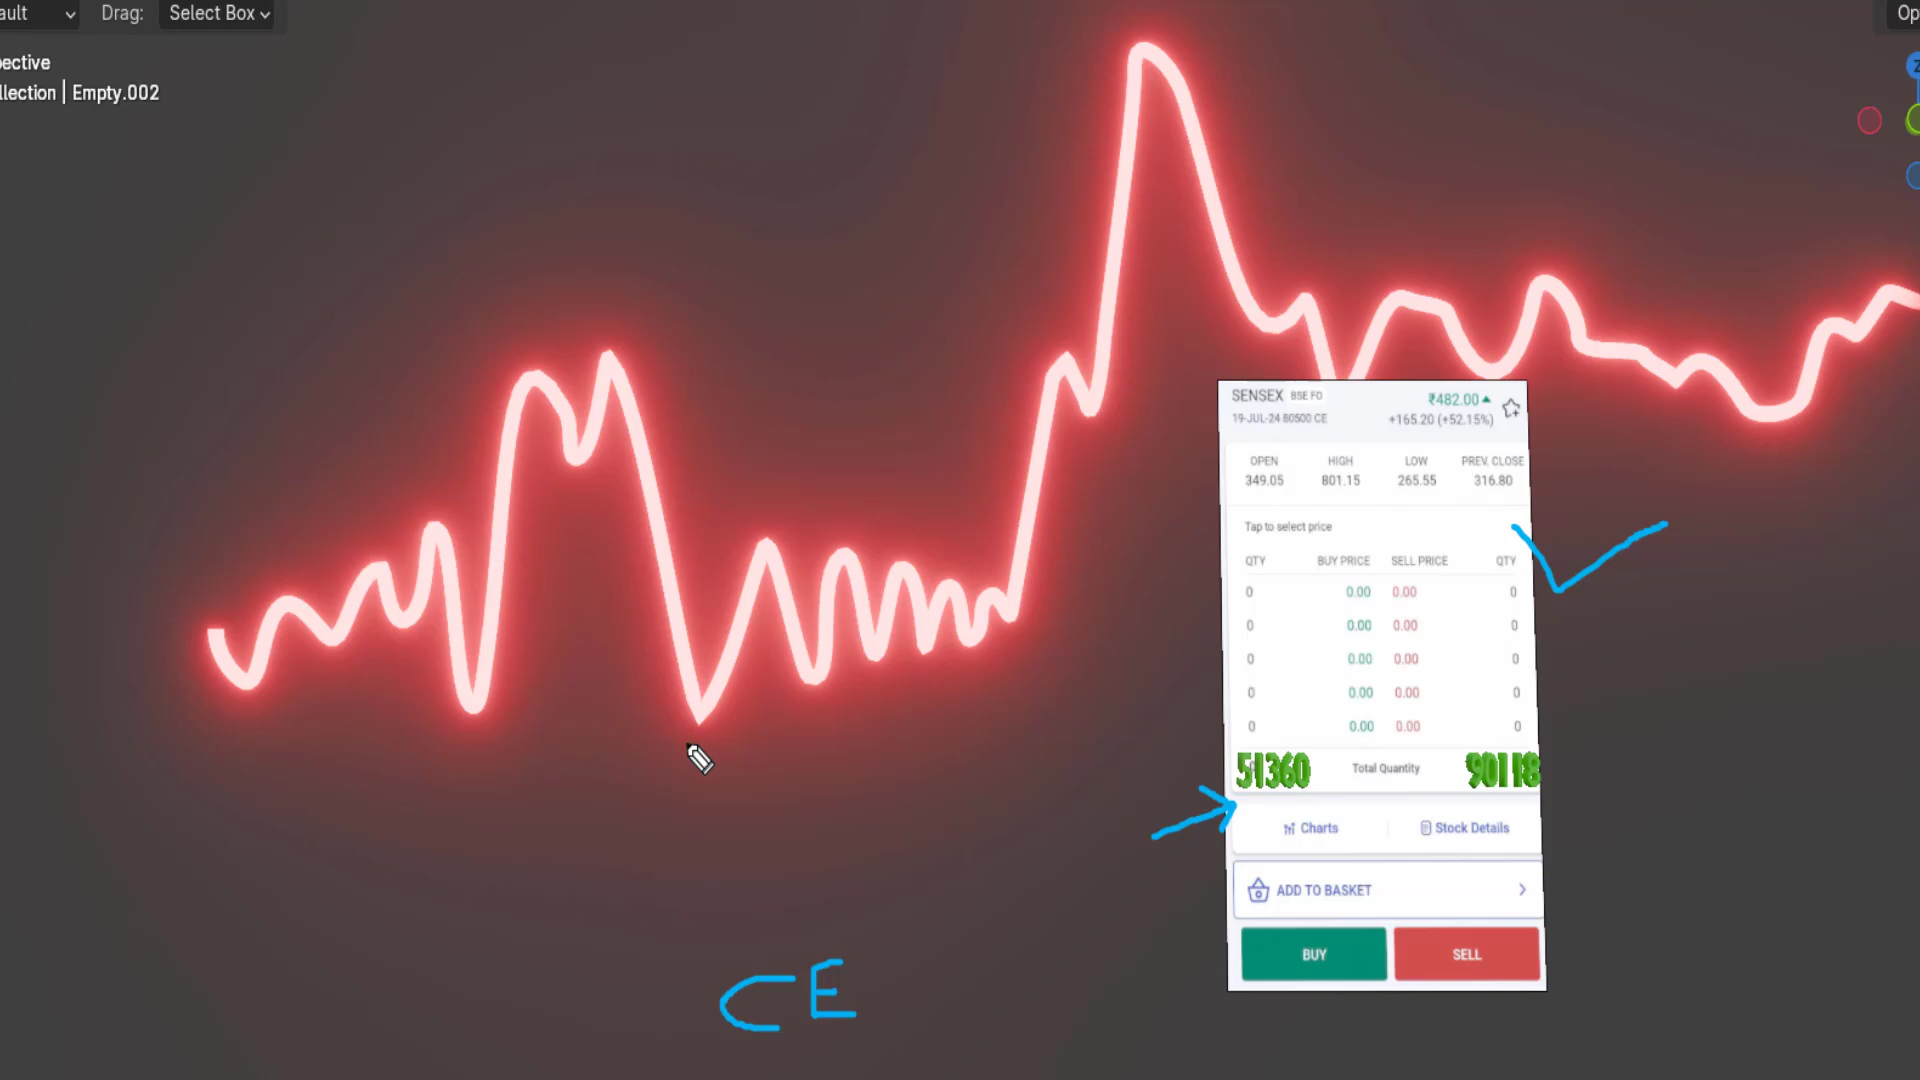 ault Drag: Select Box Op
pective
llection | Empty.002
Z
SENSEX BSE FO ₹482.00
19-JUL-24 80500 CE +165.20 (+52.15%)
OPEN HIGH LOW PREV. CLOSE
349.05 801.15 265.55 316.80
Tap to select price
QTY BUY PRICE SELL PRICE QTY
0 0.00 0.00 0
0 0.00 0.00 0
0 0.00 0.00 0
0 0.00 0.00 0
0 0.00 0.00 0
51360 Total Quantity 90118
Charts Stock Details
ADD TO BASKET
BUY SELL
CE